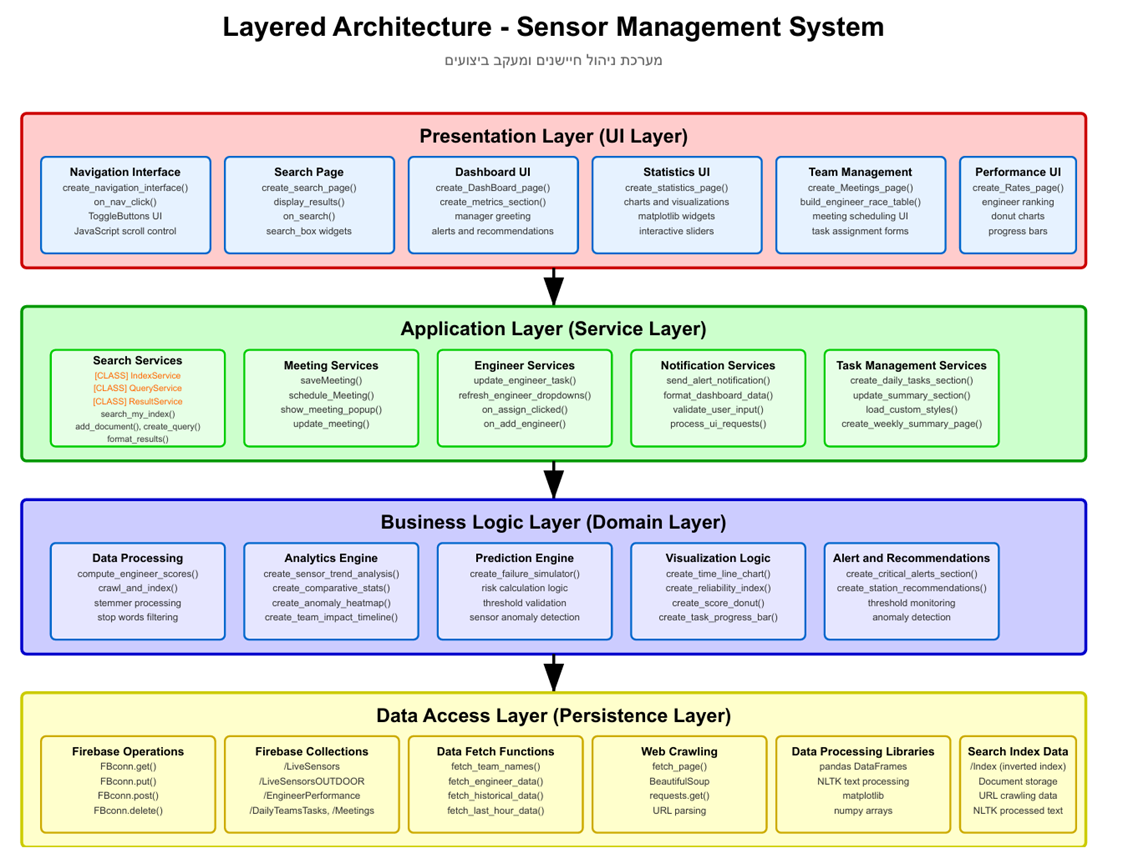 Layered Architecture - Sensor Management System
מערכת ניהול חיישנים ומעקב ביצועים
Presentation Layer (UI Layer)
Navigation Interface
create_navigation_interface()
on_nav_click()
ToggleButtons UI
JavaScript scroll control
Search Page
create_search_page()
display_results()
on_search()
search_box widgets
Dashboard UI
create_DashBoard_page()
create_metrics_section()
manager greeting
alerts and recommendations
Statistics UI
create_statistics_page()
charts and visualizations
matplotlib widgets
interactive sliders
Team Management
create_Meetings_page()
build_engineer_race_table()
meeting scheduling UI
task assignment forms
Performance UI
create_Rates_page()
engineer ranking
donut charts
progress bars
Application Layer (Service Layer)
Search Services
[CLASS] IndexService
[CLASS] QueryService
[CLASS] ResultService
search_my_index()
add_document(), create_query()
format_results()
Meeting Services
saveMeeting()
schedule_Meeting()
show_meeting_popup()
update_meeting()
Engineer Services
update_engineer_task()
refresh_engineer_dropdowns()
on_assign_clicked()
on_add_engineer()
Notification Services
send_alert_notification()
format_dashboard_data()
validate_user_input()
process_ui_requests()
Task Management Services
create_daily_tasks_section()
update_summary_section()
load_custom_styles()
create_weekly_summary_page()
Business Logic Layer (Domain Layer)
Data Processing
compute_engineer_scores()
crawl_and_index()
stemmer processing
stop words filtering
Analytics Engine
create_sensor_trend_analysis()
create_comparative_stats()
create_anomaly_heatmap()
create_team_impact_timeline()
Prediction Engine
create_failure_simulator()
risk calculation logic
threshold validation
sensor anomaly detection
Visualization Logic
create_time_line_chart()
create_reliability_index()
create_score_donut()
create_task_progress_bar()
Alert and Recommendations
create_critical_alerts_section()
create_station_recommendations()
threshold monitoring
anomaly detection
Data Access Layer (Persistence Layer)
Firebase Operations
FBconn.get()
FBconn.put()
FBconn.post()
FBconn.delete()
Firebase Collections
/LiveSensors
/LiveSensorsOUTDOOR
/EngineerPerformance
/DailyTeamsTasks, /Meetings
Data Fetch Functions
fetch_team_names()
fetch_engineer_data()
fetch_historical_data()
fetch_last_hour_data()
Web Crawling
fetch_page()
BeautifulSoup
requests.get()
URL parsing
Data Processing Libraries
pandas DataFrames
NLTK text processing
matplotlib
numpy arrays
Search Index Data
/Index (inverted index)
Document storage
URL crawling data
NLTK processed text